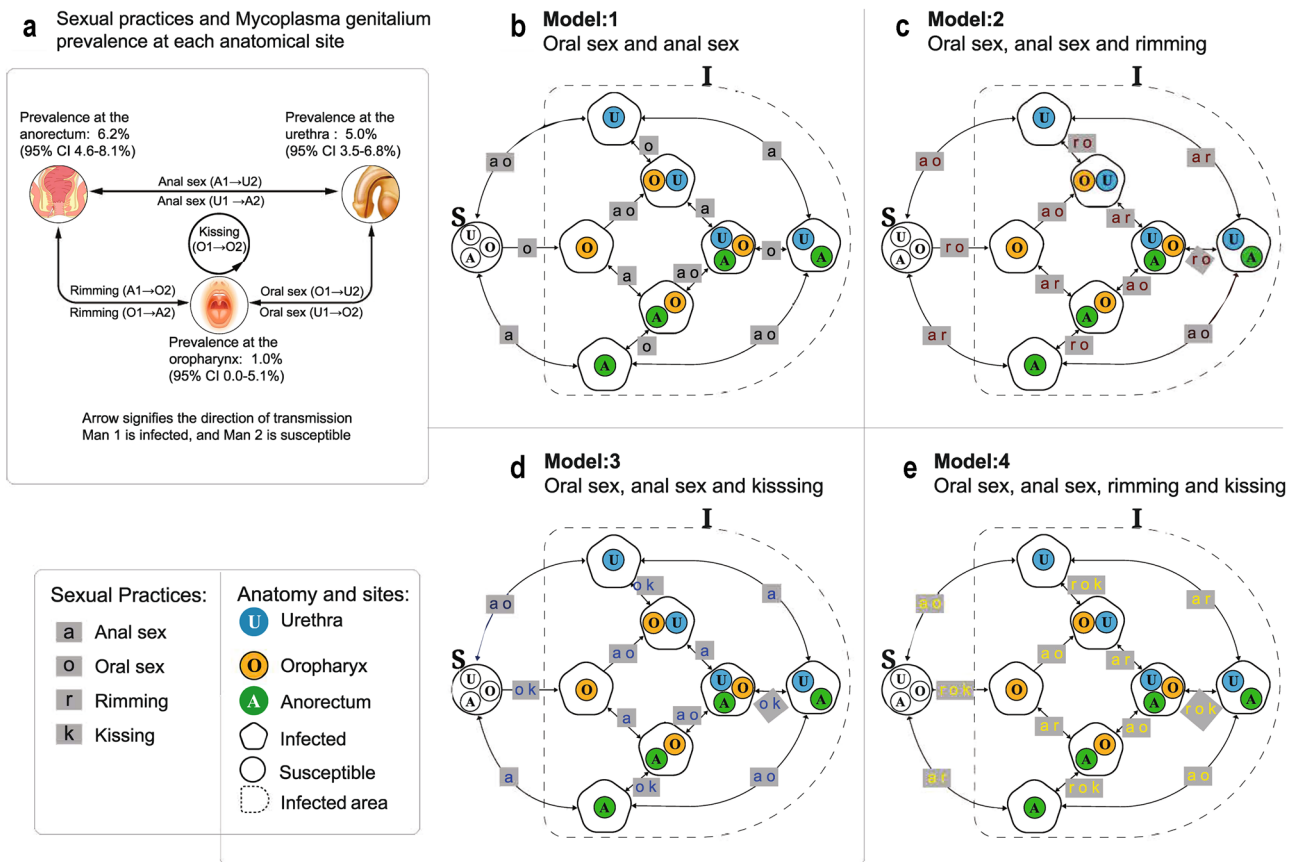 a Sexual practices and Mycoplasma genitalium
prevalence at each anatomical site
Prevalence at the
anorectum: 6.2%
(95% CI 4.6-8.1%)
Prevalence at the
urethra : 5.0%
(95% CI 3.5-6.8%)
Anal sex (A1→U2)
Anal sex (U1 →A2)
Kissing
(O1→O2)
Rimming (A1→O2)
Rimming (O1→A2)
Oral sex (O1→U2)
Oral sex (U1→O2)
Prevalence at the
oropharynx: 1.0%
(95% CI 0.0-5.1%)
Arrow signifies the direction of transmission
Man 1 is infected, and Man 2 is susceptible
Sexual Practices:
a Anal sex
o Oral sex
r Rimming
k Kissing
Anatomy and sites:
U Urethra
O Oropharyx
A Anorectum
Infected
Susceptible
Infected area
b Model:1
Oral sex and anal sex
I
U
a o
o
a
O U
a o
a
S
U O A
o
O
U O A
o
U A
a
a o
A O
a
o
a o
A
c Model:2
Oral sex, anal sex and rimming
I
U
a o
r o
a r
O U
a o
a r
S
U O A
r o
O
U O A
r o
U A
a r
a o
A O
a r
r o
a o
A
d Model:3
Oral sex, anal sex and kisssing
I
U
a o
o k
a
O U
a o
a
S
U O A
o k
O
U O A
o k
U A
a
a o
A O
a
o k
a o
A
e Model:4
Oral sex, anal sex, rimming and kissing
I
U
a o
r o k
a r
O U
a o
a r
S
U O A
r o k
O
U O A
r o k
U A
a r
a o
A O
a r
r o k
a o
A